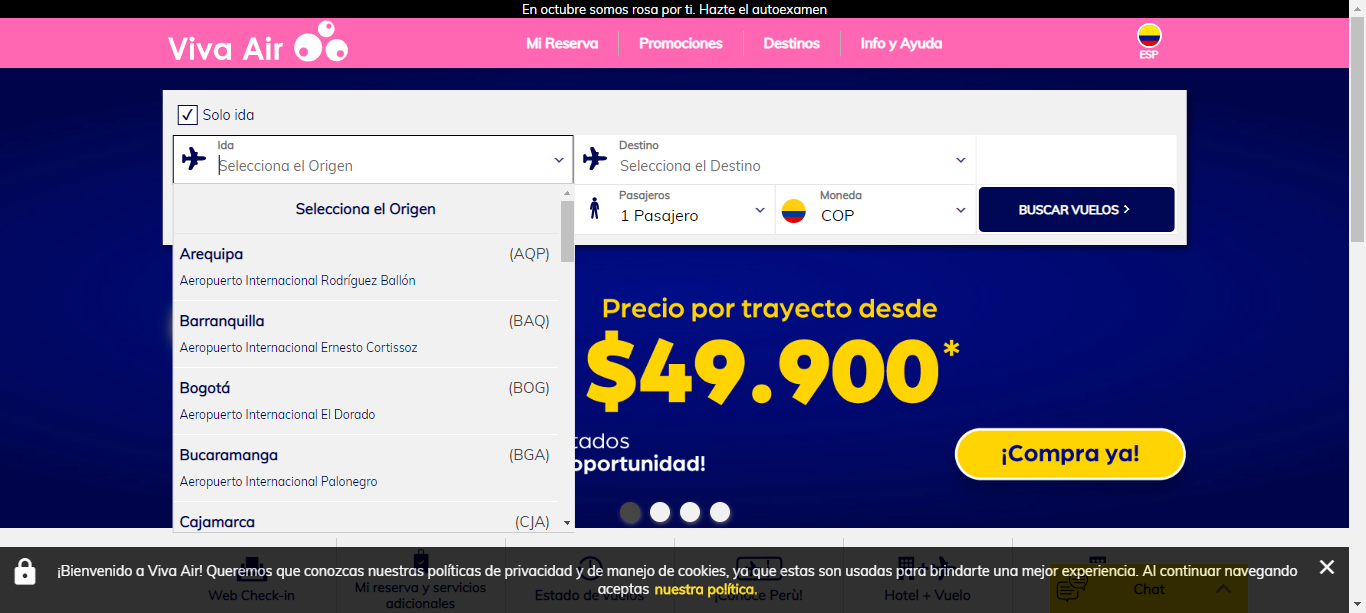 En octubre somos rosa por ti. Hazte el autoexamen
Viva Air
Mi Reserva
Promociones
Destinos
Info y Ayuda
ESP
Solo ida
Ida
Selecciona el Origen
Destino
Selecciona el Destino
Pasajeros
1 Pasajero
Moneda
COP
BUSCAR VUELOS
Selecciona el Origen
Arequipa (AQP)
Aeropuerto Internacional Rodríguez Ballón
Barranquilla (BAQ)
Aeropuerto Internacional Ernesto Cortissoz
Bogotá (BOG)
Aeropuerto Internacional El Dorado
Bucaramanga (BGA)
Aeropuerto Internacional Palonegro
Cajamarca (CJA)
Precio por trayecto desde
$49.900*
tados
oportunidad!
¡Compra ya!
¡Bienvenido a Viva Air! Queremos que conozcas nuestras políticas de privacidad y de manejo de cookies, ya que estas son usadas para brindarte una mejor experiencia. Al continuar navegando
aceptas nuestra política.
Web Check-in
Mi reserva y servicios
adicionales
Estado de vuelos
¡Conoce Perù!
Hotel + Vuelo
Chat